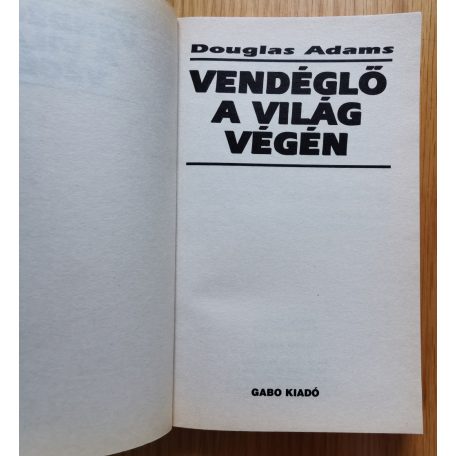 Douglas Adams
VENDÉGLŐ
A VILÁG
VÉGÉN
GABO KIADÓ